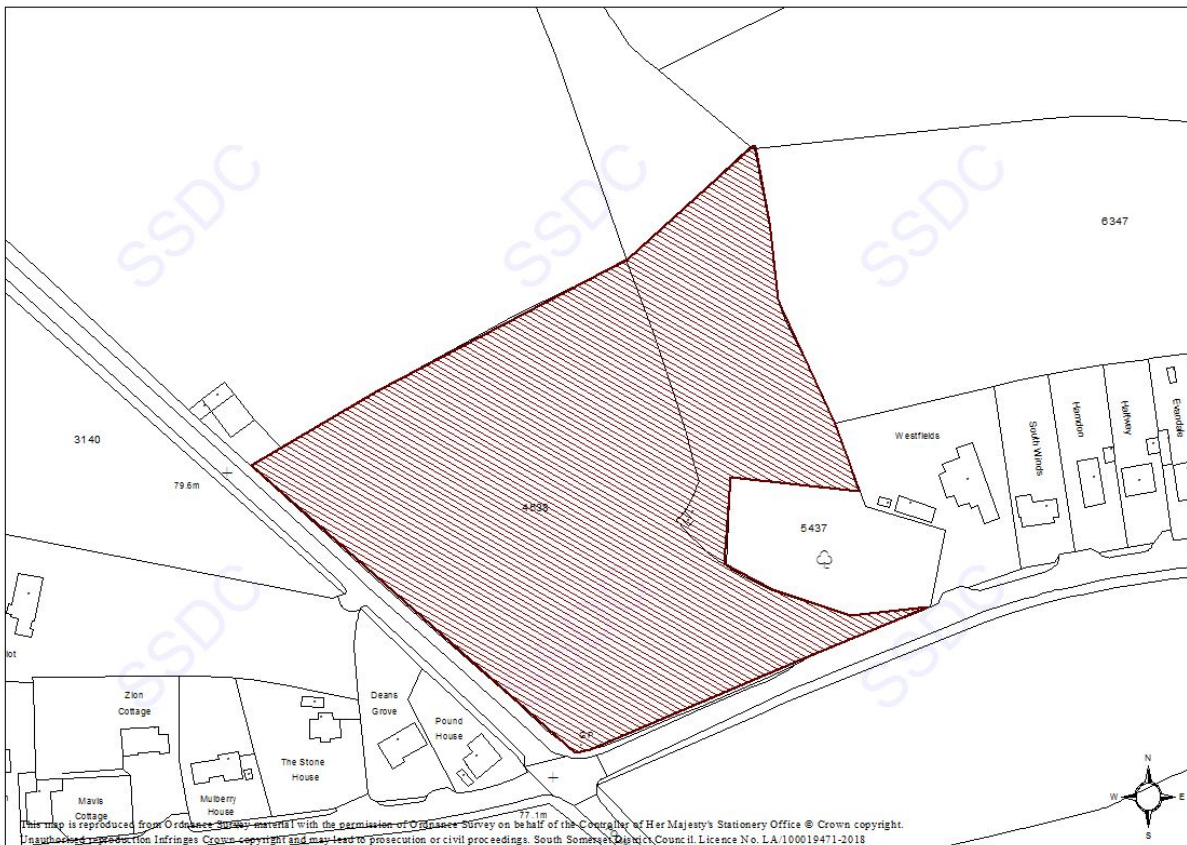 SSDC
SSDC
SSDC
6347
3140
79.6m
4638
5437
Westfields
South Winds
Hamdon
Halfway
Evandale
SSDC
SSDC
SSDC
lot
Zion
Cottage
Deans
Grove
Pound
House
GP
The Stone
House
Mavis
Cottage
Mulberry
House
77.1m
N
W E
S
This map is reproduced from Ordnance Survey material with the permission of Ordnance Survey on behalf of the Controller of Her Majesty's Stationery Office © Crown copyright.
Unauthorised reproduction Infringes Crown copyright and may lead to prosecution or civil proceedings. South Somerset District Council. Licence No. LA/100019471-2018